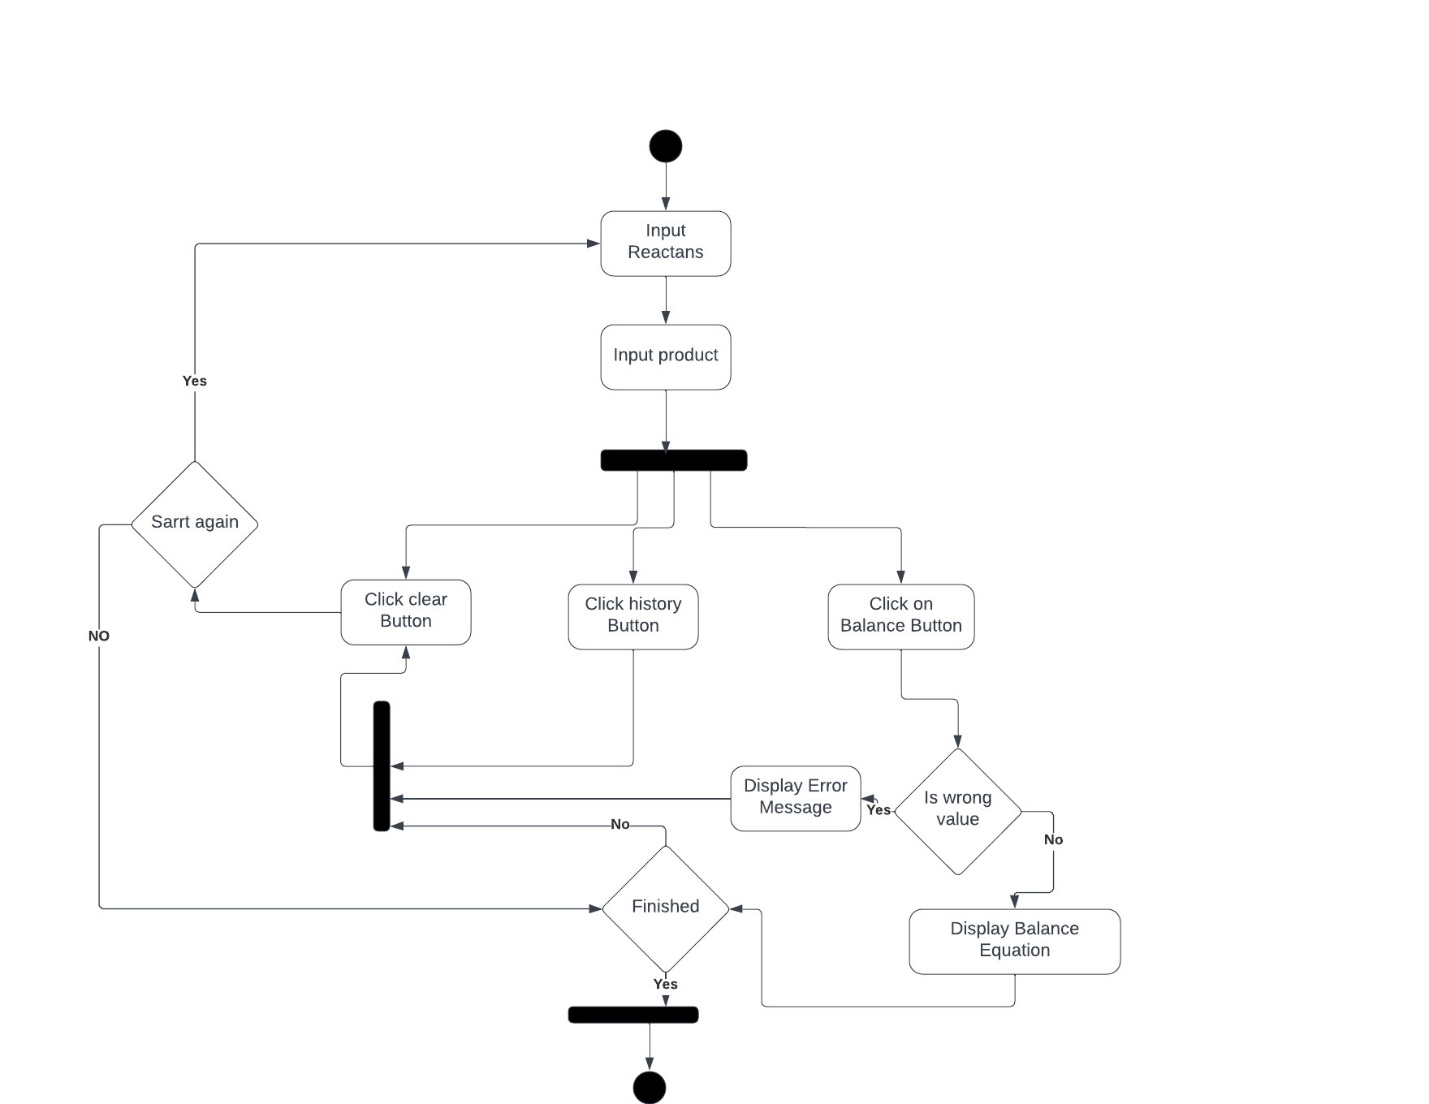 Input
Reactans
Input product
Yes
Sarrt again
NO
Click clear
Button
Click history
Button
Click on
Balance Button
Display Error
Message
Yes
Is wrong
value
No
No
Finished
Display Balance
Equation
Yes